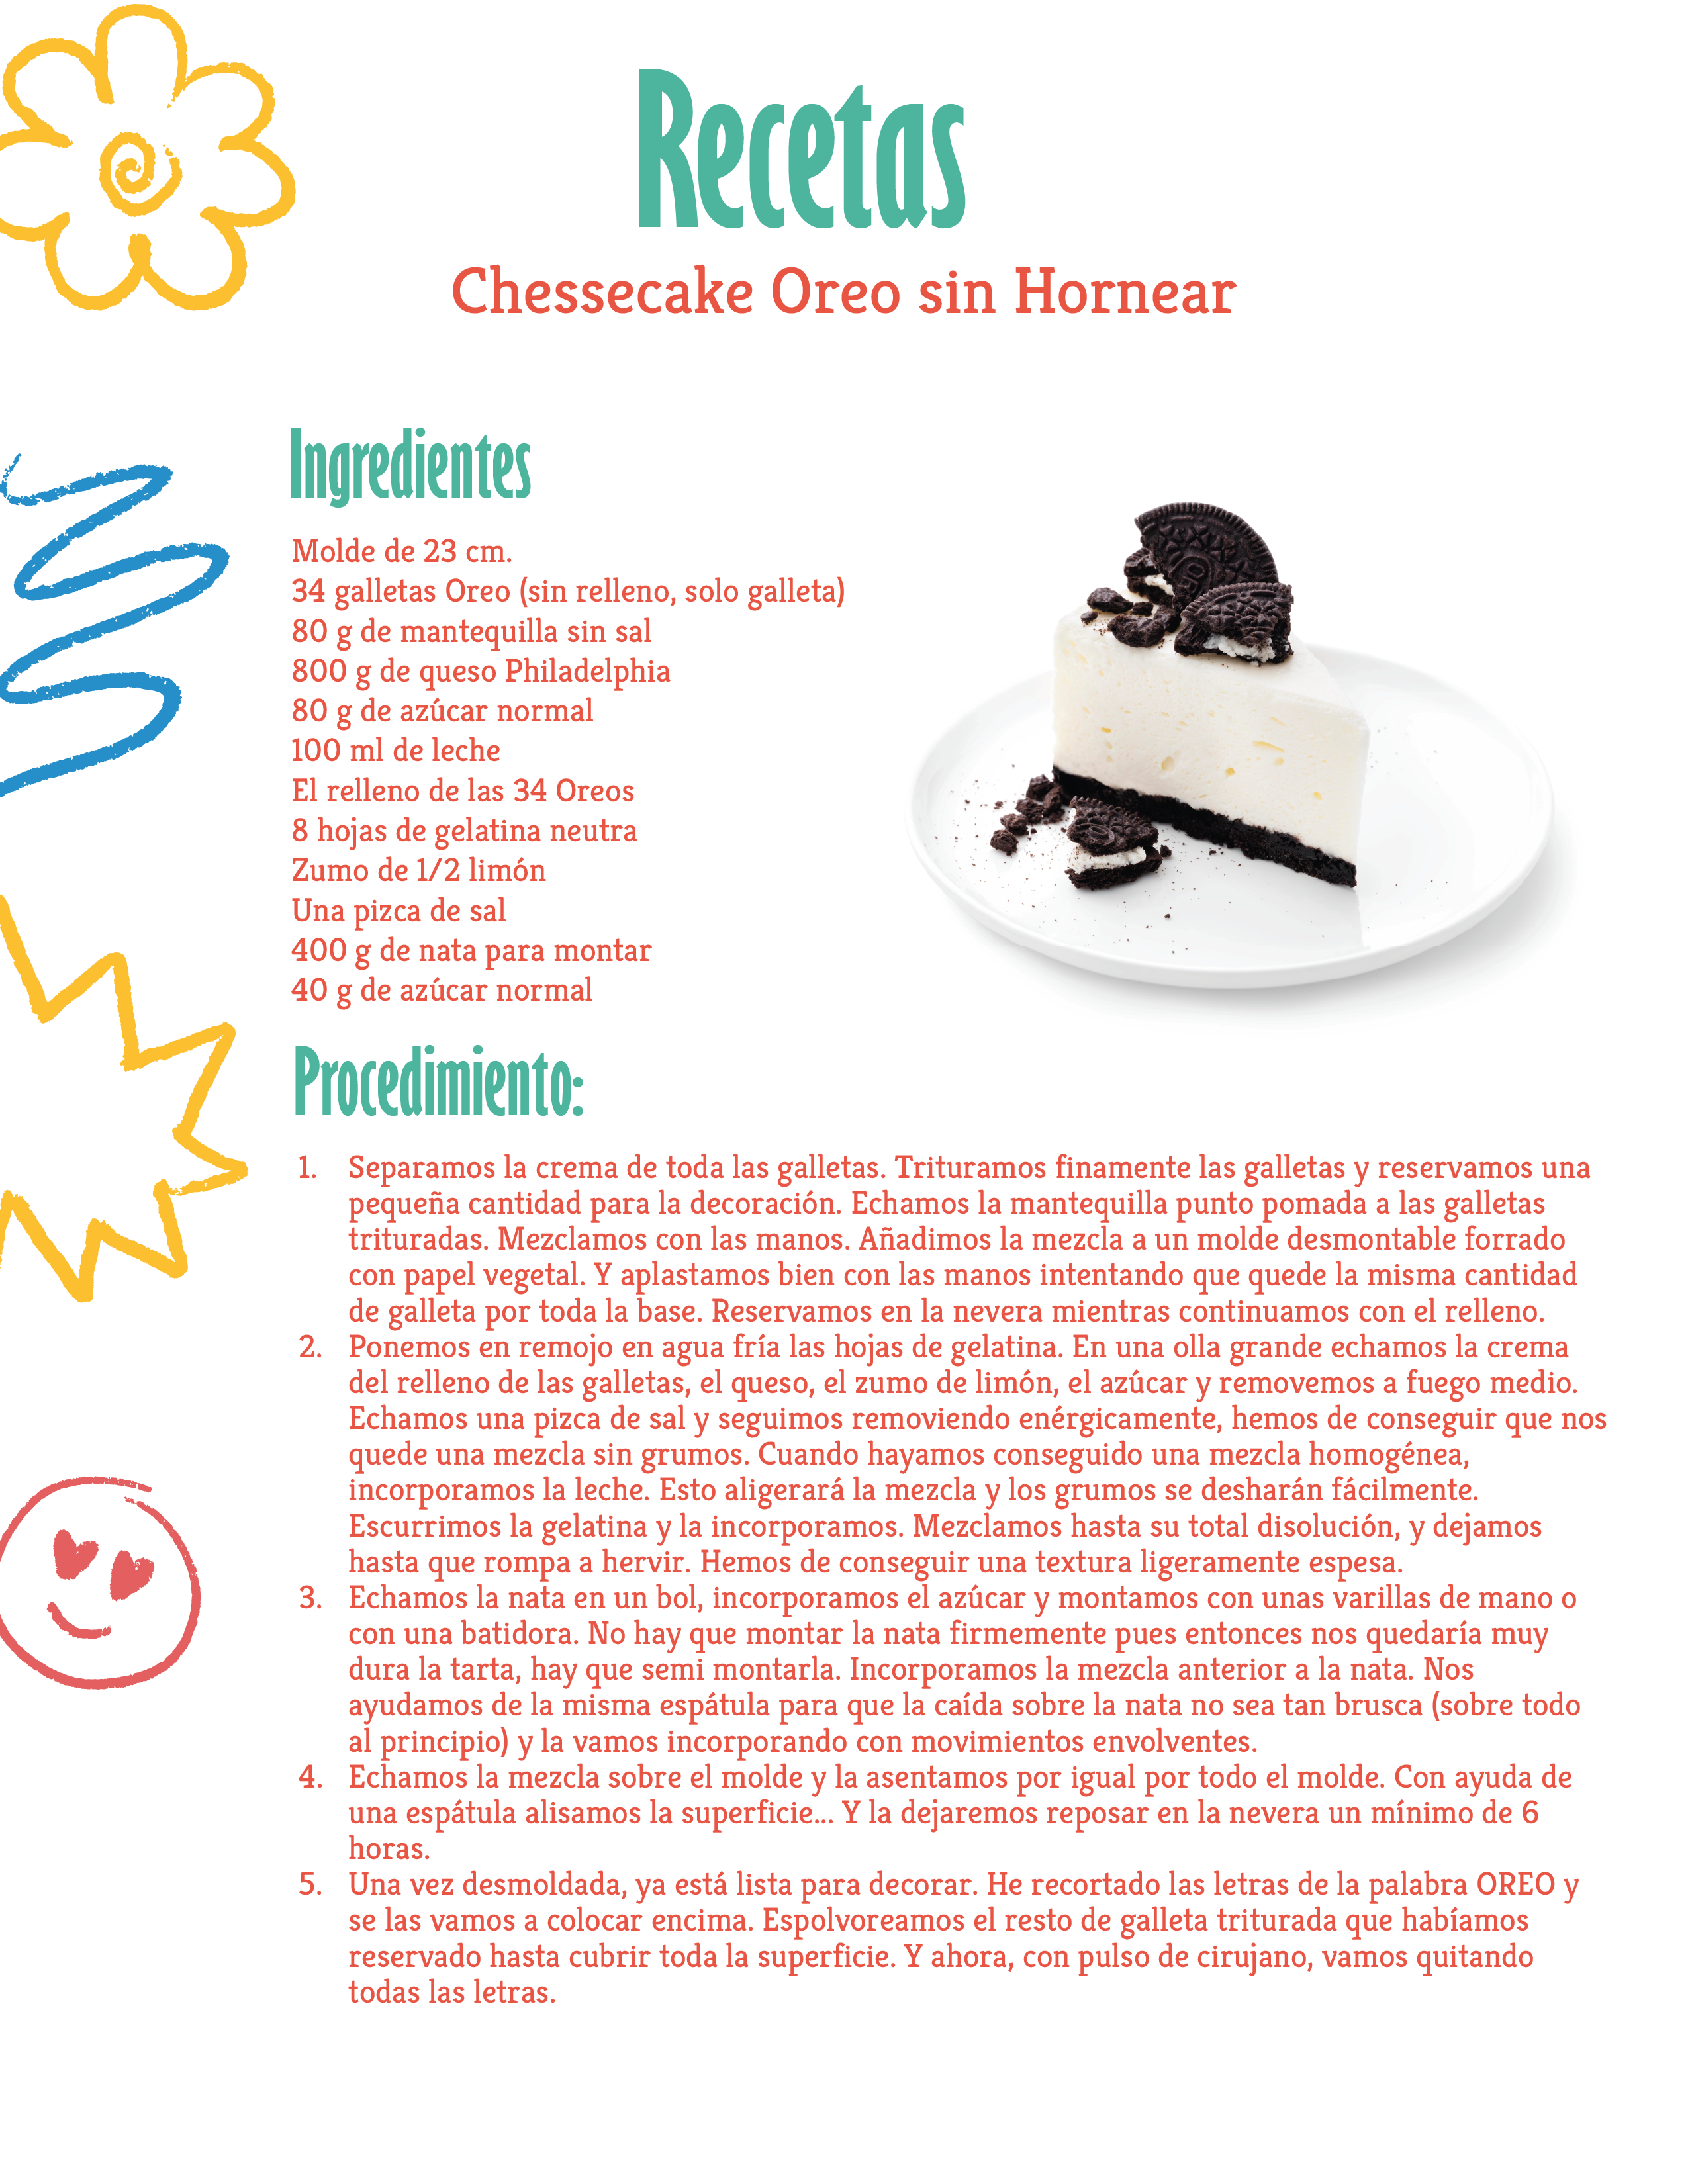 Recetas
Chessecake Oreo sin Hornear
Ingredientes
Molde de 23 cm.
34 galletas Oreo (sin relleno, solo galleta)
80 g de mantequilla sin sal
800 g de queso Philadelphia
80 g de azúcar normal
100 ml de leche
El relleno de las 34 Oreos
8 hojas de gelatina neutra
Zumo de 1/2 limón
Una pizca de sal
400 g de nata para montar
40 g de azúcar normal
Procedimiento:
1. Separamos la crema de toda las galletas. Trituramos finamente las galletas y reservamos una
pequeña cantidad para la decoración. Echamos la mantequilla punto pomada a las galletas
trituradas. Mezclamos con las manos. Añadimos la mezcla a un molde desmontable forrado
con papel vegetal. Y aplastamos bien con las manos intentando que quede la misma cantidad
de galleta por toda la base. Reservamos en la nevera mientras continuamos con el relleno.
2. Ponemos en remojo en agua fría las hojas de gelatina. En una olla grande echamos la crema
del relleno de las galletas, el queso, el zumo de limón, el azúcar y removemos a fuego medio.
Echamos una pizca de sal y seguimos removiendo enérgicamente, hemos de conseguir que nos
quede una mezcla sin grumos. Cuando hayamos conseguido una mezcla homogénea,
incorporamos la leche. Esto aligerará la mezcla y los grumos se desharán fácilmente.
Escurrimos la gelatina y la incorporamos. Mezclamos hasta su total disolución, y dejamos
hasta que rompa a hervir. Hemos de conseguir una textura ligeramente espesa.
3. Echamos la nata en un bol, incorporamos el azúcar y montamos con unas varillas de mano o
con una batidora. No hay que montar la nata firmemente pues entonces nos quedaría muy
dura la tarta, hay que semi montarla. Incorporamos la mezcla anterior a la nata. Nos
ayudamos de la misma espátula para que la caída sobre la nata no sea tan brusca (sobre todo
al principio) y la vamos incorporando con movimientos envolventes.
4. Echamos la mezcla sobre el molde y la asentamos por igual por todo el molde. Con ayuda de
una espátula alisamos la superficie... Y la dejaremos reposar en la nevera un mínimo de 6
horas.
5. Una vez desmoldada, ya está lista para decorar. He recortado las letras de la palabra OREO y
se las vamos a colocar encima. Espolvoreamos el resto de galleta triturada que habíamos
reservado hasta cubrir toda la superficie. Y ahora, con pulso de cirujano, vamos quitando
todas las letras.